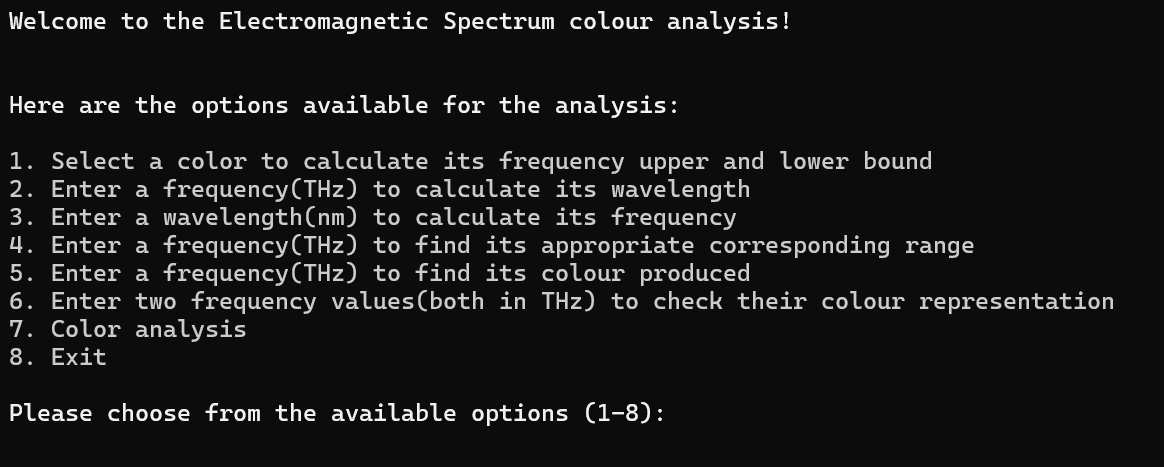 Welcome to the Electromagnetic Spectrum colour analysis!
Here are the options available for the analysis:
1. Select a color to calculate its frequency upper and lower bound
2. Enter a frequency(THz) to calculate its wavelength
3. Enter a wavelength(nm) to calculate its frequency
4. Enter a frequency(THz) to find its appropriate corresponding range
5. Enter a frequency(THz) to find its colour produced
6. Enter two frequency values(both in THz) to check their colour representation
7. Color analysis
8. Exit
Please choose from the available options (1-8):